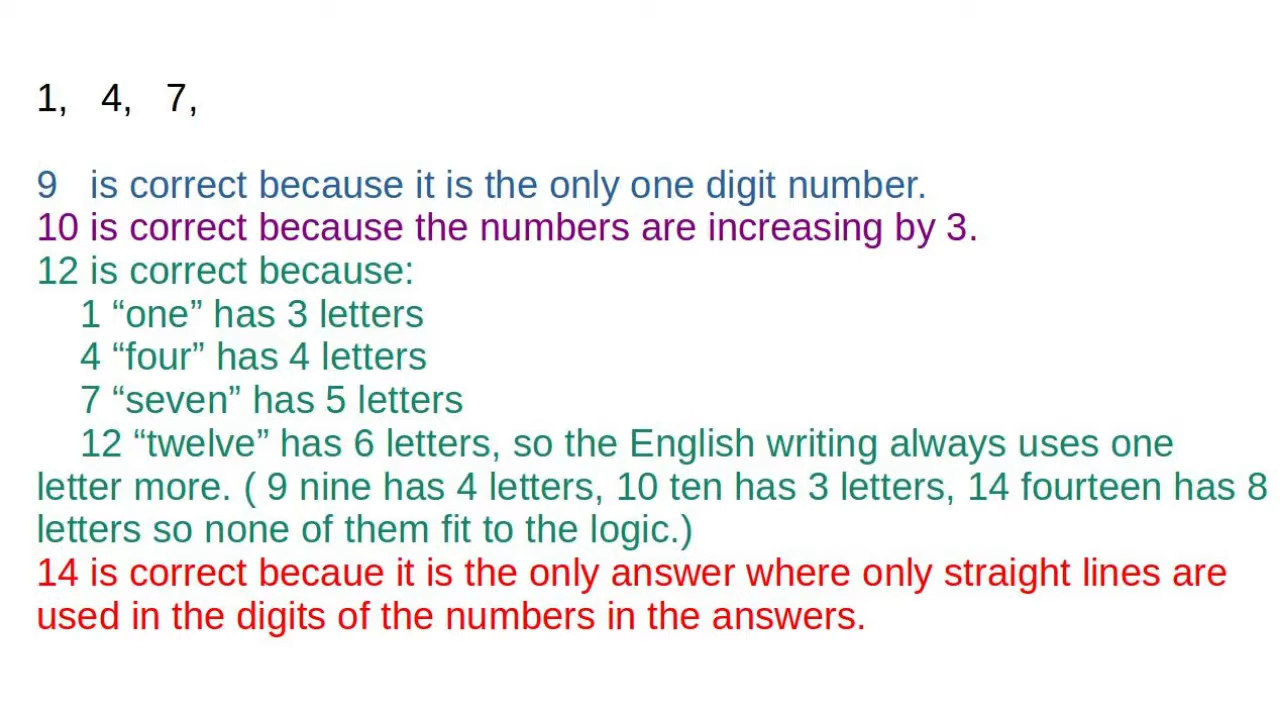 1, 4, 7,
9 is correct because it is the only one digit number.
10 is correct because the numbers are increasing by 3.
12 is correct because:
1 “one” has 3 letters
4 “four” has 4 letters
7 “seven” has 5 letters
12 “twelve” has 6 letters, so the English writing always uses one
letter more. ( 9 nine has 4 letters, 10 ten has 3 letters, 14 fourteen has 8
letters so none of them fit to the logic.)
14 is correct becaue it is the only answer where only straight lines are
used in the digits of the numbers in the answers.